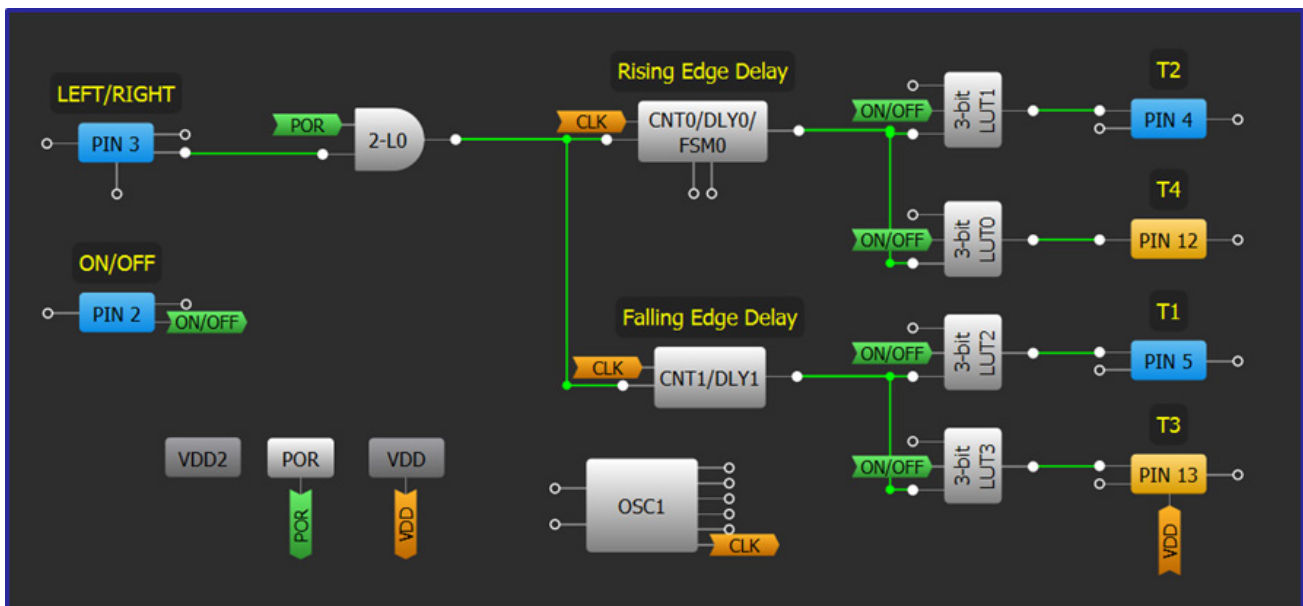 LEFT/RIGHT
PIN 3
POR
2-L0
Rising Edge Delay
CLK
CNT0/DLY0/
FSM0
ON/OFF
3-bit
LUT1
T2
PIN 4
ON/OFF
3-bit
LUT0
T4
PIN 12
ON/OFF
PIN 2
ON/OFF
Falling Edge Delay
CLK
CNT1/DLY1
ON/OFF
3-bit
LUT2
T1
PIN 5
ON/OFF
3-bit
LUT3
T3
PIN 13
VDD
VDD2
POR
VDD
POR
VDD
OSC1
CLK